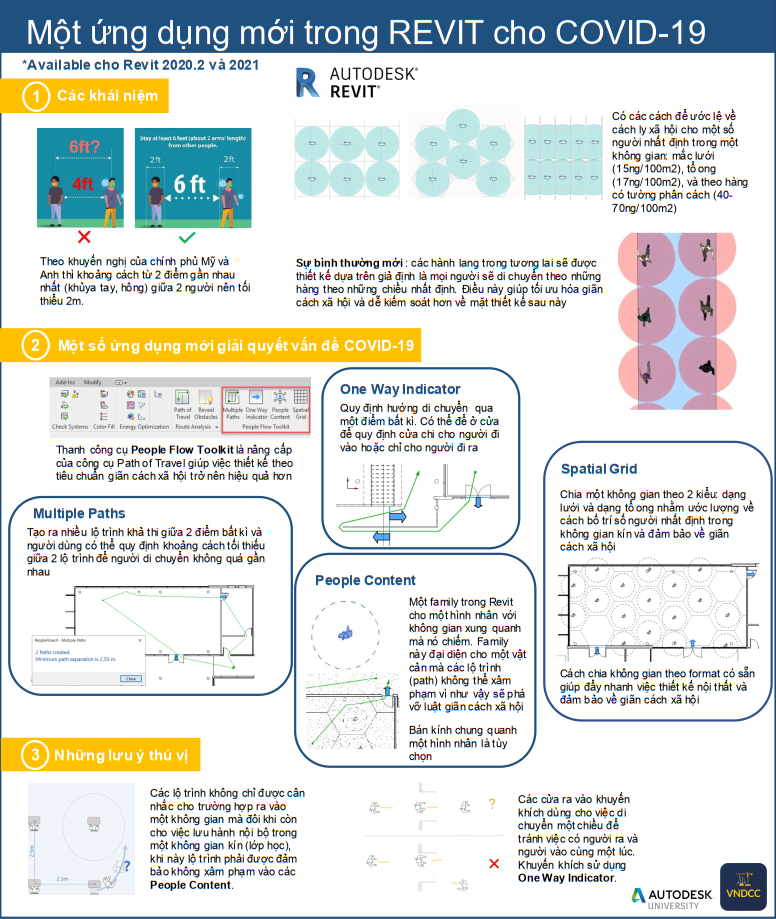 Một ứng dụng mới trong REVIT cho COVID-19
*Available cho Revit 2020.2 và 2021
1 Các khái niệm
AUTODESK®
REVIT®
6ft?
4ft
Stay at least 6 feet (about 2 arms' length)
from other people.
2ft
2ft
6 ft
Theo khuyến nghị của chính phủ Mỹ và
Anh thì khoảng cách từ 2 điểm gần nhau
nhất (khủya tay, hông) giữa 2 người nên tối
thiểu 2m.
Có các cách để ước lệ về
cách ly xã hội cho một số
người nhất định trong một
không gian: mắc lưới
(15ng/100m2), tổ ong
(17ng/100m2), và theo hàng
có tường phân cách (40-
70ng/100m2)
Sự bình thường mới : các hành lang trong tương lai sẽ được
thiết kế dựa trên giả định là mọi người sẽ di chuyển theo những
hàng theo những chiều nhất định. Điều này giúp tối ưu hóa giãn
cách xã hội và dễ kiểm soát hơn về mặt thiết kế sau này
2 Một số ứng dụng mới giải quyết vấn đề COVID-19
Add-Ins Modify
Check Systems
Color Fill
Energy Optimization
Path of
Travel
Reveal
Obstacles
Route Analysis
Multiple
Paths
One Way
Indicator
People
Content
Spatial
Grid
People Flow Toolkit
Thanh công cụ People Flow Toolkit là nâng cấp
của công cụ Path of Travel giúp việc thiết kế theo
tiêu chuẩn giãn cách xã hội trở nên hiệu quả hơn
One Way Indicator
Quy định hướng di chuyển qua
một điểm bất kì. Có thể để ở cửa
để quy định cửa chỉ cho người đi
vào hoặc chỉ cho người đi ra
Spatial Grid
Chia một không gian theo 2 kiểu: dạng
lưới và dạng tổ ong nhằm ước lượng về
cách bố trí số người nhất định trong
không gian kín và đảm bảo về giãn
cách xã hội
Cách chia không gian theo format có sẵn
giúp đẩy nhanh việc thiết kế nội thất và
đảm bảo về giãn cách xã hội
Multiple Paths
Tạo ra nhiều lộ trình khả thi giữa 2 điểm bất kì và
người dùng có thể quy định khoảng cách tối thiểu
giữa 2 lộ trình để người di chuyển không quá gần
nhau
PeopleFlowUI - Multiple Paths
2 Paths created.
Minimum path separation is 2.50 m.
Close
People Content
Một family trong Revit
cho một hình nhân với
không gian xung quanh
mà nó chiếm. Family
này đại diện cho một vật
cản mà các lộ trình
(path) không thể xâm
phạm vì như vậy sẽ phá
vỡ luật giãn cách xã hội
Bán kính chung quanh
một hình nhân là tùy
chọn
3 Những lưu ý thú vị
2.5m
2.5m
?
Các lộ trình không chỉ được cân
nhắc cho trường hợp ra vào
một không gian mà đôi khi còn
cho việc lưu hành nội bộ trong
một không gian kín (lớp học),
khi này lộ trình phải được đảm
bảo không xâm phạm vào các
People Content.
?
Các cửa ra vào khuyến
khích dùng cho việc di
chuyển một chiều để
tránh việc có người ra và
người vào cùng một lúc.
Khuyến khích sử dụng
One Way Indicator.
AUTODESK
UNIVERSITY
VNDCC